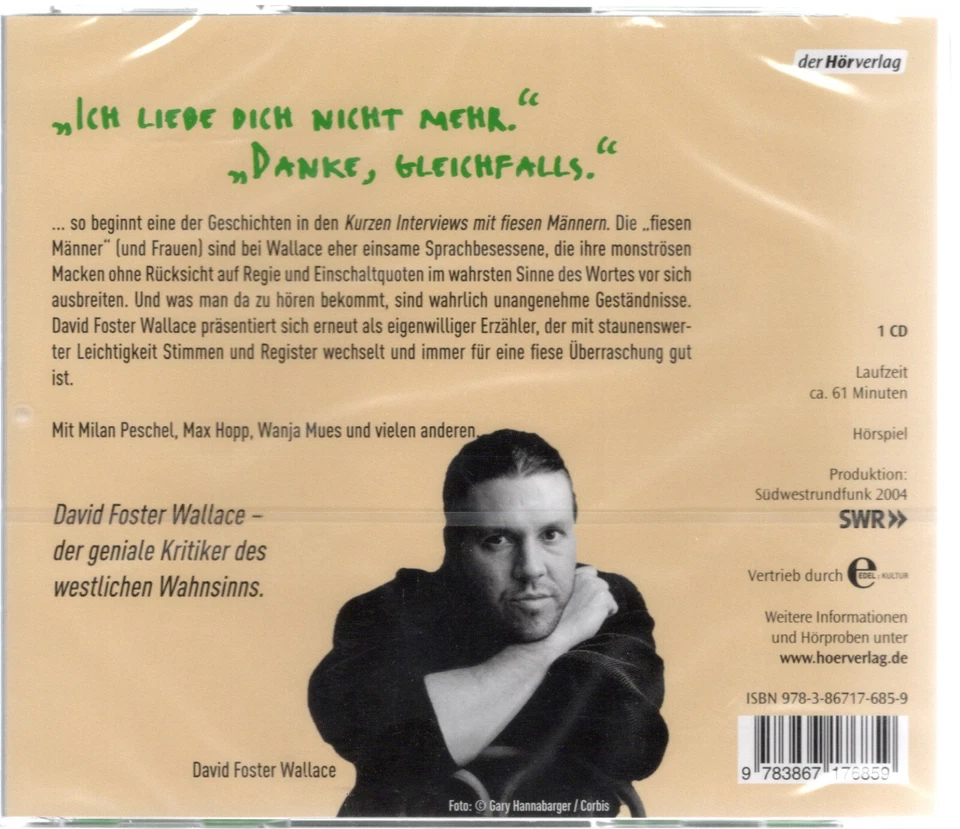 der Hörverlag
„ICH LIEBE DICH NICHT MEHR.“
„DANKE, GLEICHFALLS.“
... so beginnt eine der Geschichten in den Kurzen Interviews mit fiesen Männern. Die „fiesen
Männer“ (und Frauen) sind bei Wallace eher einsame Sprachbesessene, die ihre monströsen
Macken ohne Rücksicht auf Regie und Einschaltquoten im wahrsten Sinne des Wortes vor sich
ausbreiten. Und was man da zu hören bekommt, sind wahrlich unangenehme Geständnisse.
David Foster Wallace präsentiert sich erneut als eigenwilliger Erzähler, der mit staunenswer-
ter Leichtigkeit Stimmen und Register wechselt und immer für eine fiese Überraschung gut
ist.
Mit Milan Peschel, Max Hopp, Wanja Mues und vielen anderen.
David Foster Wallace –
der geniale Kritiker des
westlichen Wahnsinns.
David Foster Wallace
Foto: © Gary Hannabarger / Corbis
1 CD
Laufzeit
ca. 61 Minuten
Hörspiel
Produktion:
Südwestrundfunk 2004
SWR»
Vertrieb durch e EDEL:KULTUR
Weitere Informationen
und Hörproben unter
www.hoerverlag.de
ISBN 978-3-86717-685-9
9 783867 176859